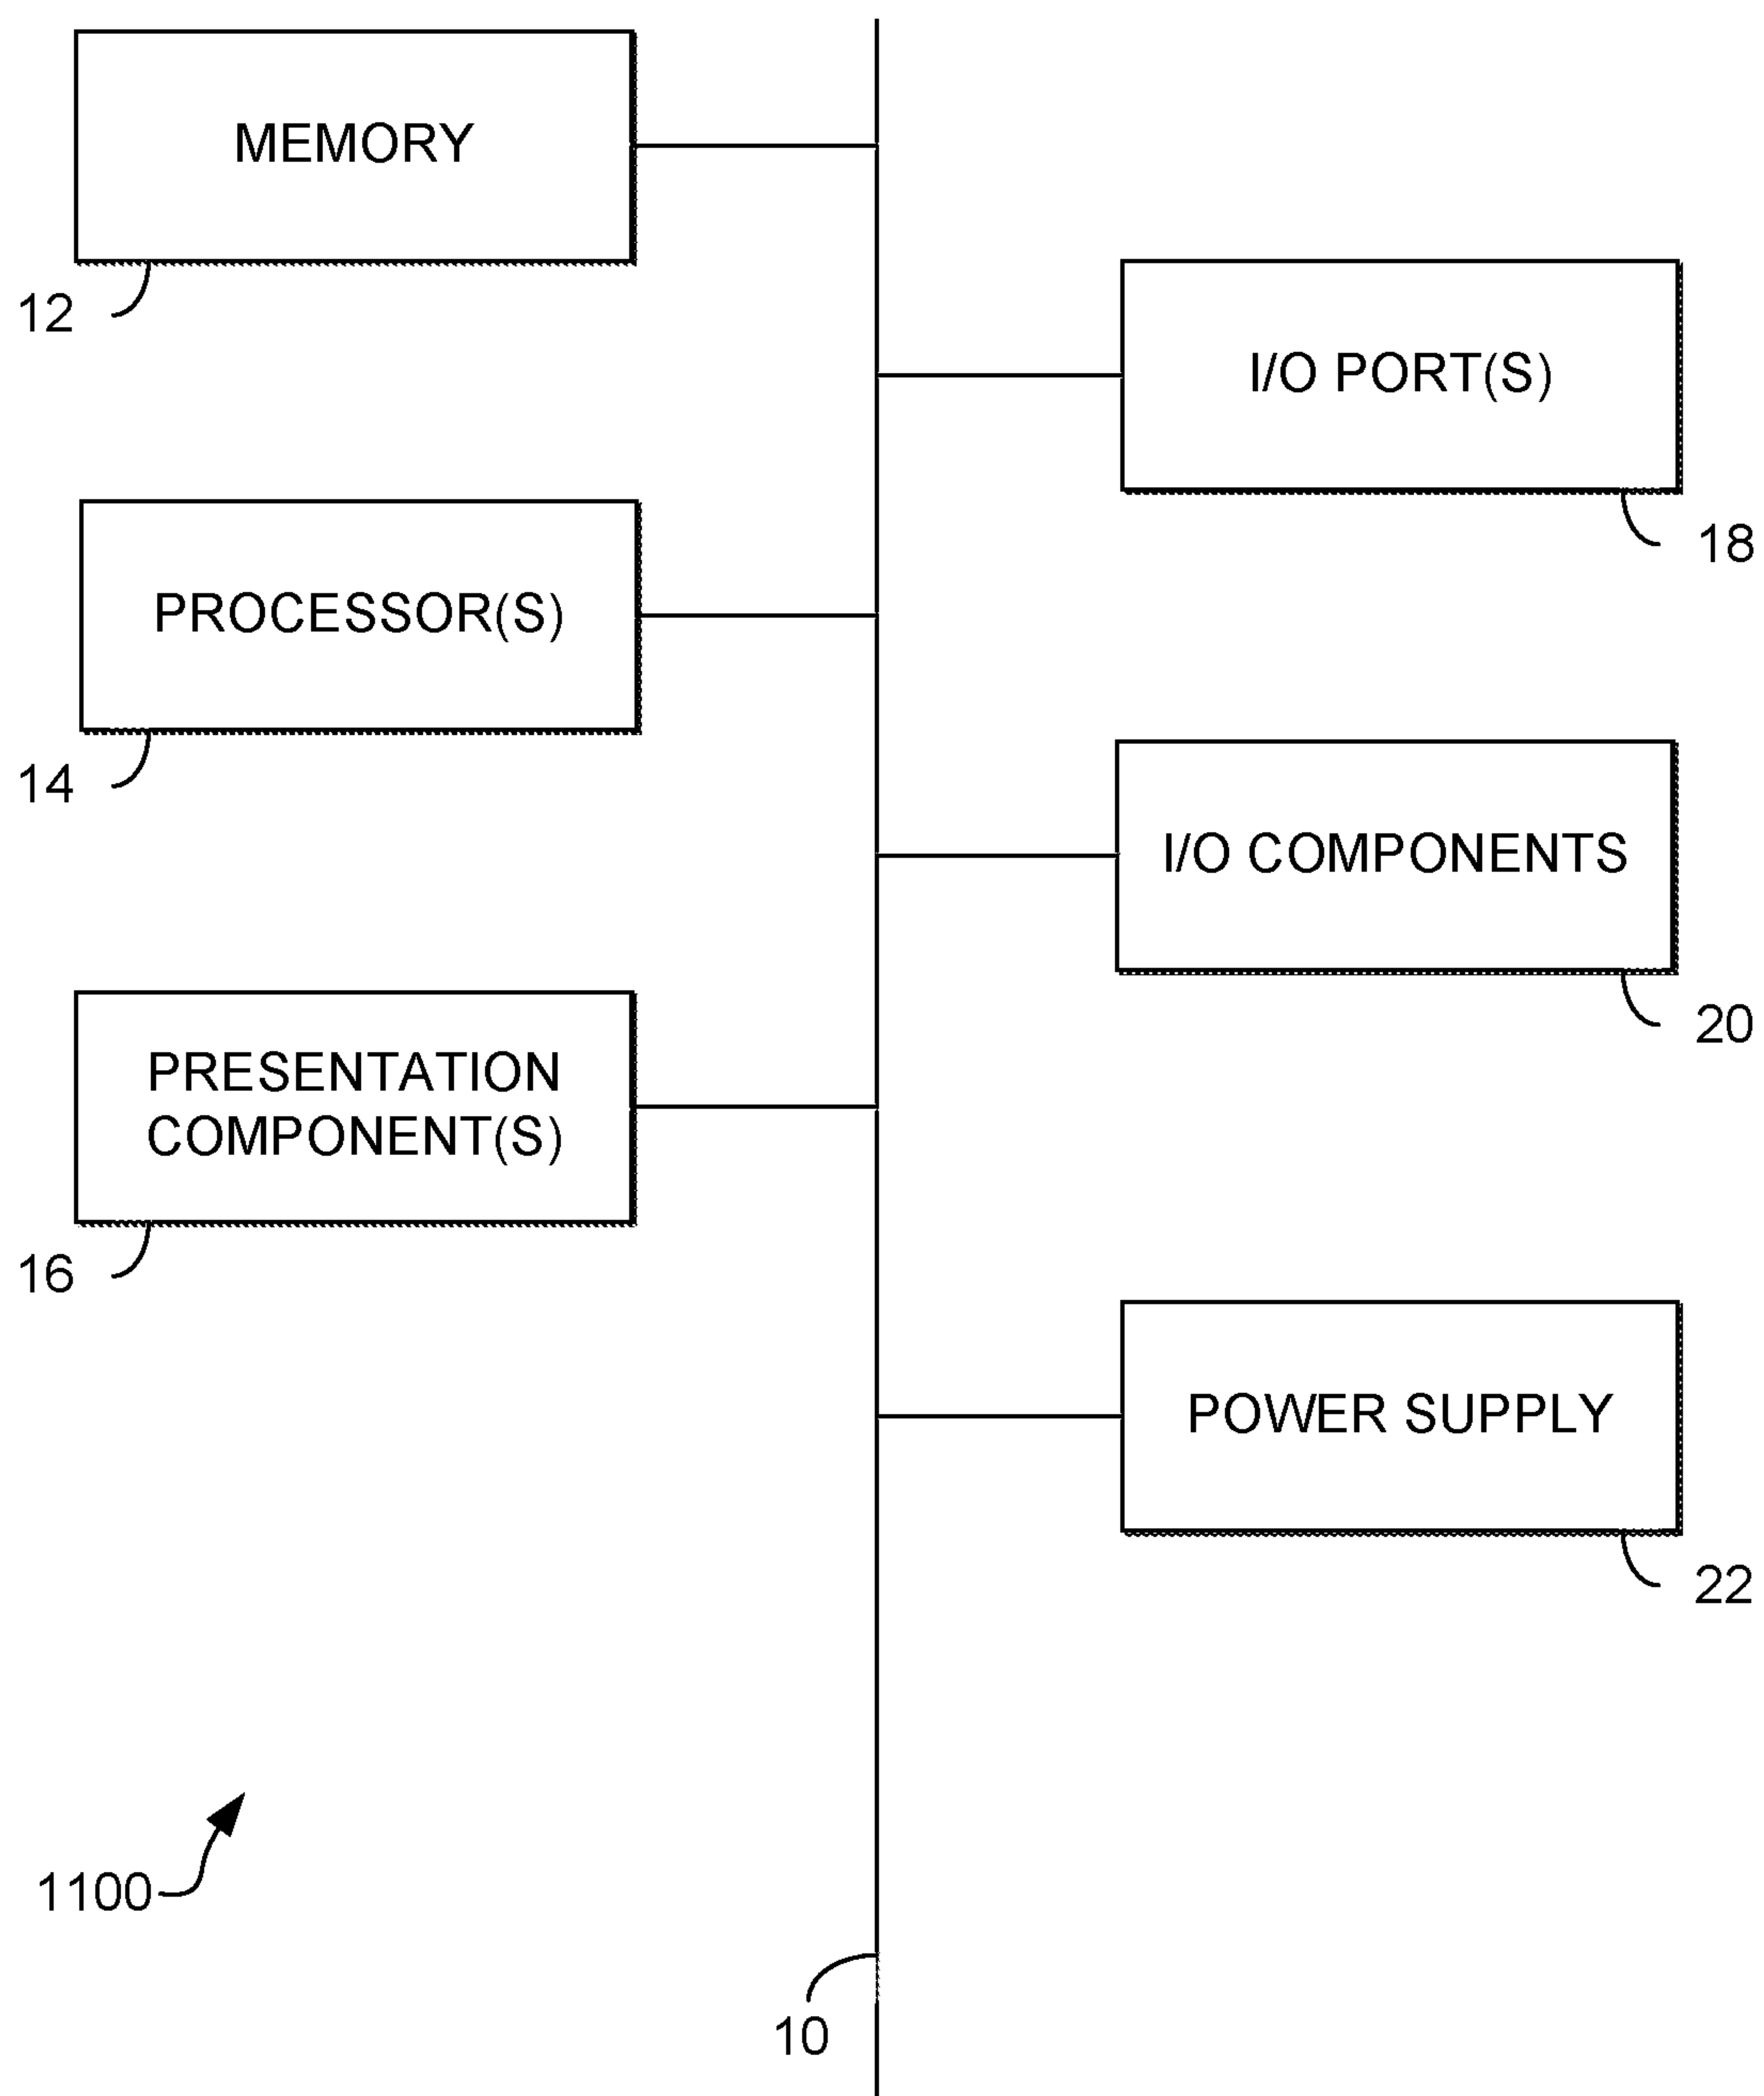 MEMORY
12
I/O PORT(S)
18
PROCESSOR(S)
14
I/O COMPONENTS
20
PRESENTATION
COMPONENT(S)
16
POWER SUPPLY
22
1100
10